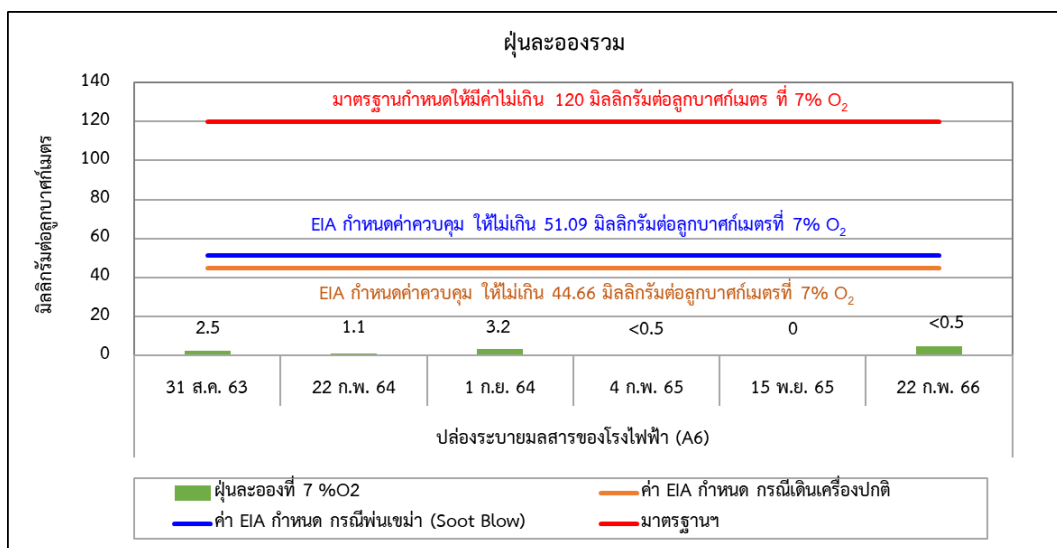 ฝุ่นละอองรวม
มิลลิกรัมต่อลูกบาศก์เมตร
140
120
100
80
60
40
20
0
มาตรฐานกำหนดให้มีค่าไม่เกิน 120 มิลลิกรัมต่อลูกบาศก์เมตร ที่ 7% O2
EIA กำหนดค่าควบคุม ให้ไม่เกิน 51.09 มิลลิกรัมต่อลูกบาศก์เมตรที่ 7% O2
EIA กำหนดค่าควบคุม ให้ไม่เกิน 44.66 มิลลิกรัมต่อลูกบาศก์เมตรที่ 7% O2
2.5 1.1 3.2 <0.5 0 <0.5
31 ส.ค. 63 22 ก.พ. 64 1 ก.ย. 64 4 ก.พ. 65 15 พ.ย. 65 22 ก.พ. 66
ปล่องระบายมลสารของโรงไฟฟ้า (A6)
ฝุ่นละอองที่ 7 %O2 ค่า EIA กำหนด กรณีเดินเครื่องปกติ
ค่า EIA กำหนด กรณีพ่นเขม่า (Soot Blow) มาตรฐานฯ